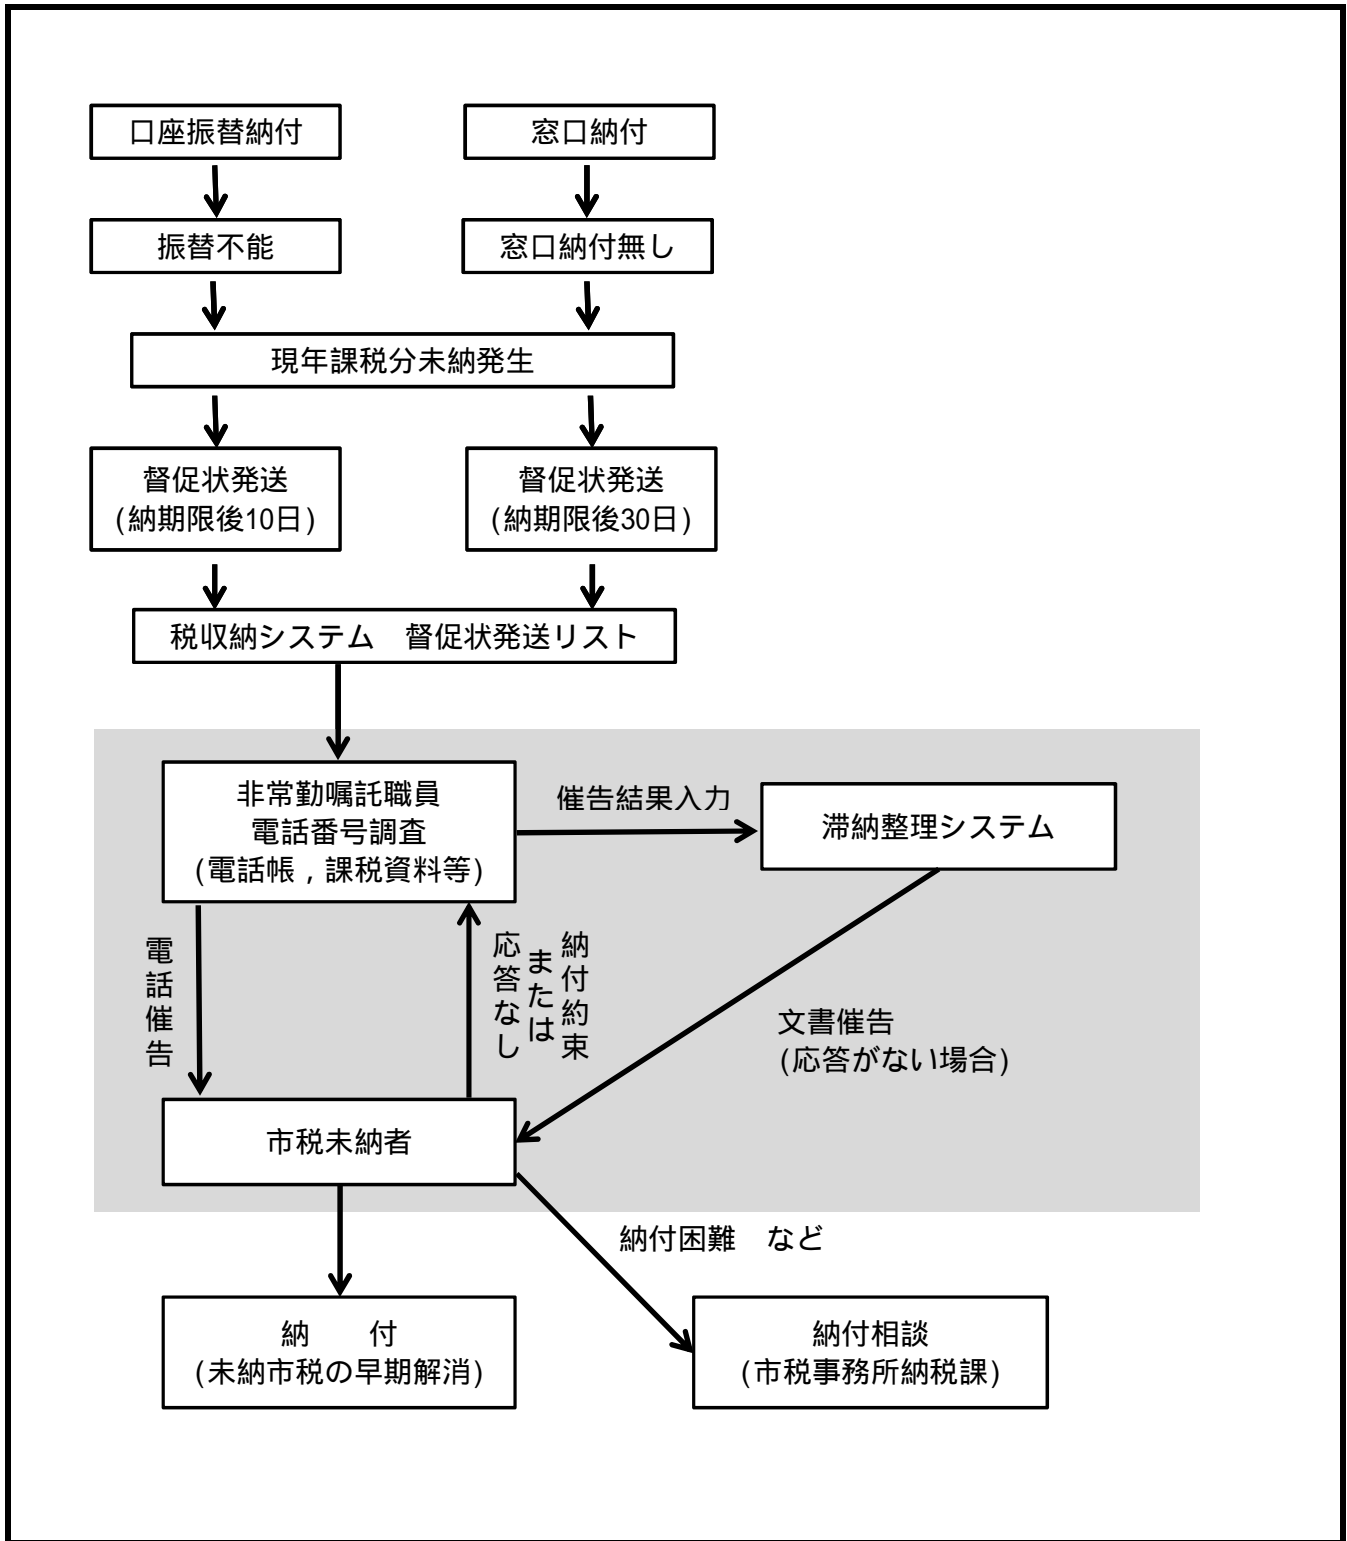 口座振替納付
窓口納付
振替不能
窓口納付無し
現年課税分未納発生
督促状発送
(納期限後10日)
督促状発送
(納期限後30日)
税収納システム　督促状発送リスト
非常勤嘱託職員
電話番号調査
(電話帳，課税資料等)
催告結果入力
滞納整理システム
電話催告
納付約束
または
応答なし
文書催告
(応答がない場合)
市税未納者
納付困難　など
納　　付
(未納市税の早期解消)
納付相談
(市税事務所納税課)